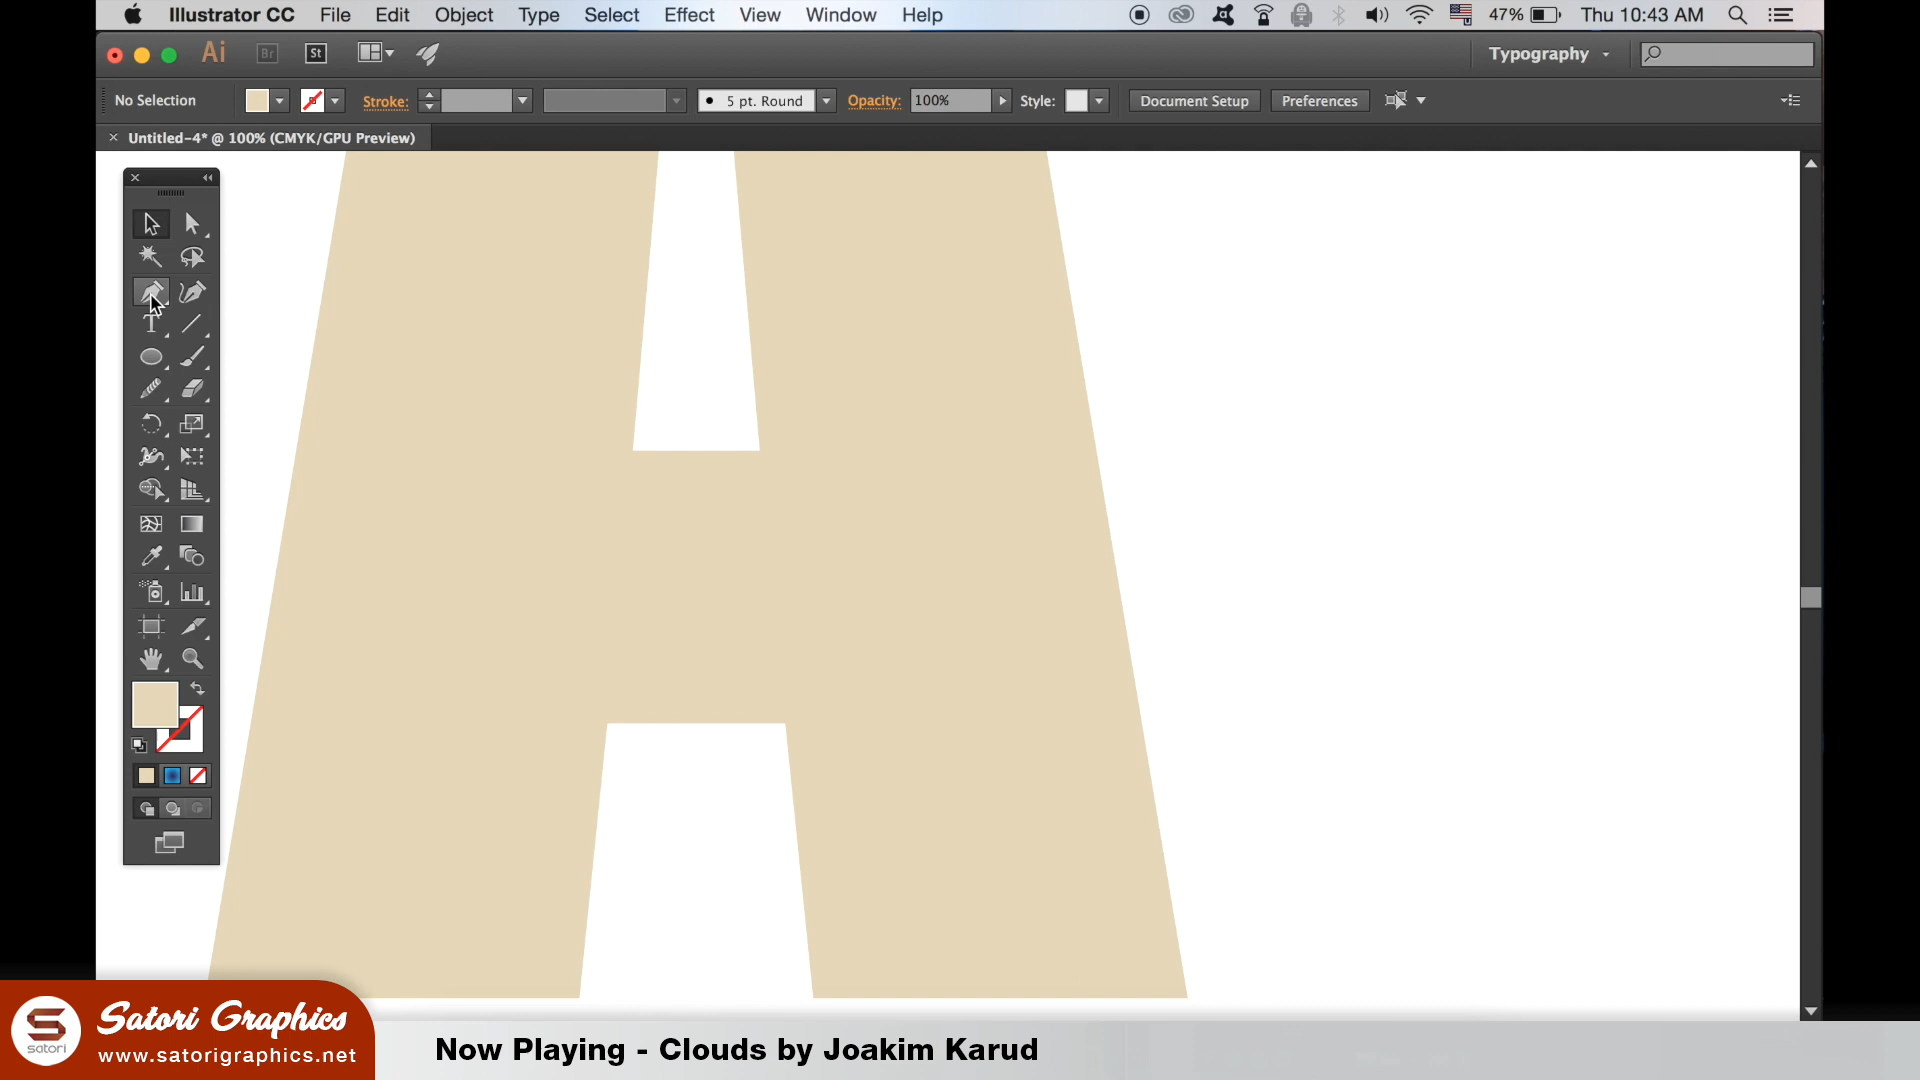 Illustrator CC File Edit Object Type Select Effect View Window Help 47% Thu 10:43 AM
Ai Br St Typography
No Selection Stroke: 5 pt. Round Opacity: 100% Style: Document Setup Preferences
× Untitled-4* @ 100% (CMYK/GPU Preview)
T
A
Satori Graphics
S
satori
www.satorigraphics.net
Now Playing - Clouds by Joakim Karud